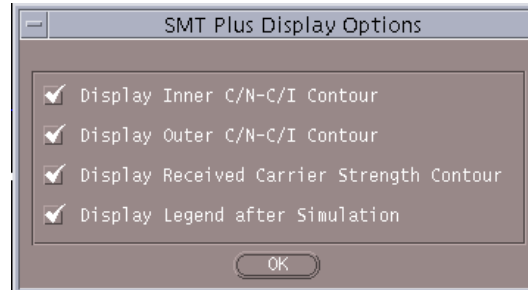 SMT Plus Display Options
Display Inner C/N-C/I Contour
Display Outer C/N-C/I Contour
Display Received Carrier Strength Contour
Display Legend after Simulation
OK